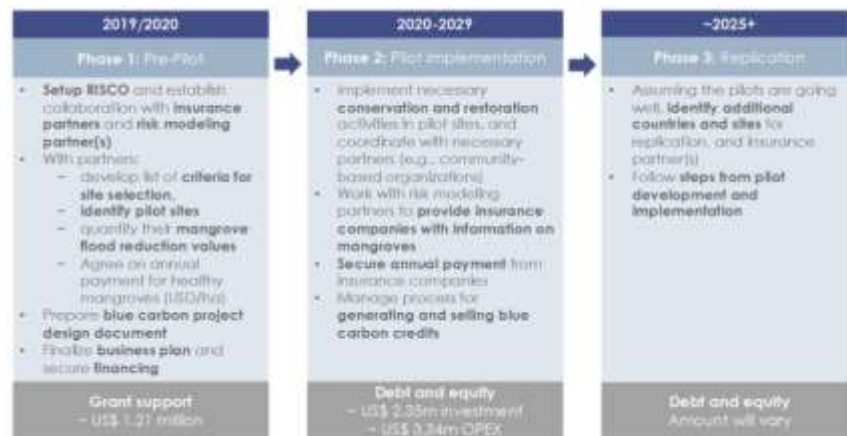 2019/2020
Phase 1: Pre-Pilot
• Setup RISCO and establish
collaboration with insurance
partners and risk modeling
partner(s)
• With partners:
– develop list of criteria for
site selection,
– identify pilot sites
– quantify their mangrove
flood reduction values
– Agree on annual
payment for healthy
mangroves (USD/ha)
• Prepare blue carbon project
design document
• Finalize business plan and
secure financing
Grant support
~ US$ 1.21 million
2020-2029
Phase 2: Pilot Implementation
• Implement necessary
conservation and restoration
activities in pilot sites, and
coordinate with necessary
partners (e.g., community-
based organizations)
• Work with risk modeling
partners to provide insurance
companies with information on
mangroves
• Secure annual payment from
insurance companies
• Manage process for
generating and selling blue
carbon credits
Debt and equity
~ US$ 2.35m investment
~ US$ 3.34m OPEX
~2025+
Phase 3: Replication
• Assuming the pilots are going
well, identify additional
countries and sites for
replication, and insurance
partner(s)
• Follow steps from pilot
development and
implementation
Debt and equity
Amount will vary